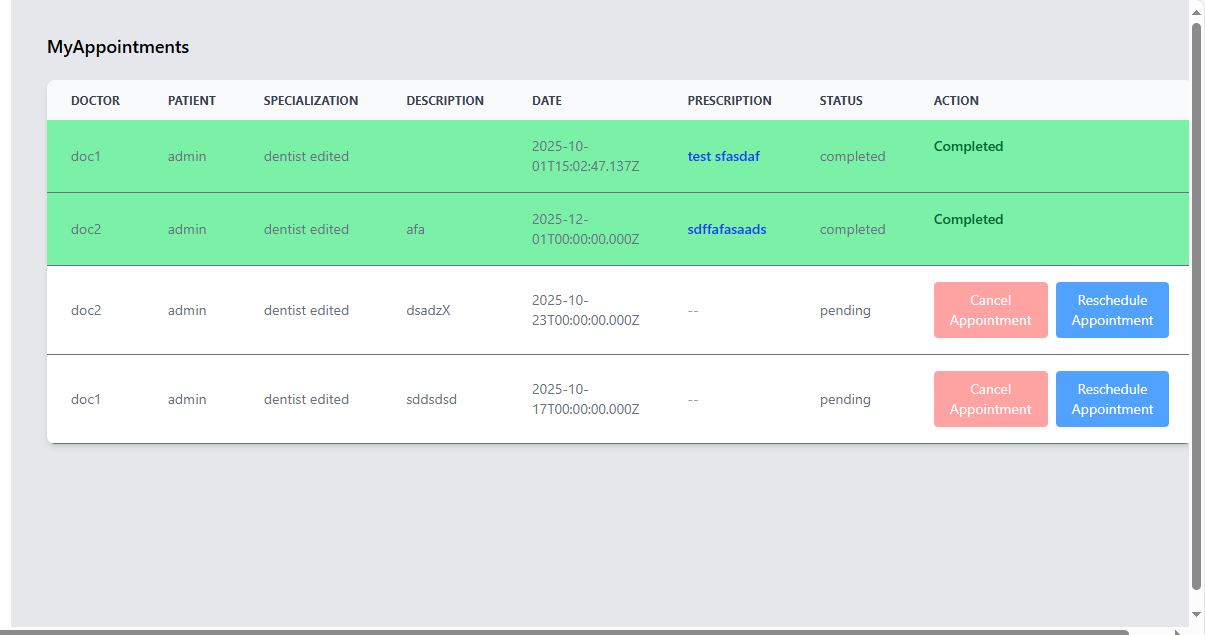 MyAppointments
DOCTOR PATIENT SPECIALIZATION DESCRIPTION DATE PRESCRIPTION STATUS ACTION
doc1 admin dentist edited 2025-10-01T15:02:47.137Z test sfasdaf completed Completed
doc2 admin dentist edited afa 2025-12-01T00:00:00.000Z sdffafasaads completed Completed
doc2 admin dentist edited dsadzX 2025-10-23T00:00:00.000Z -- pending Cancel Appointment Reschedule Appointment
doc1 admin dentist edited sddsdsd 2025-10-17T00:00:00.000Z -- pending Cancel Appointment Reschedule Appointment